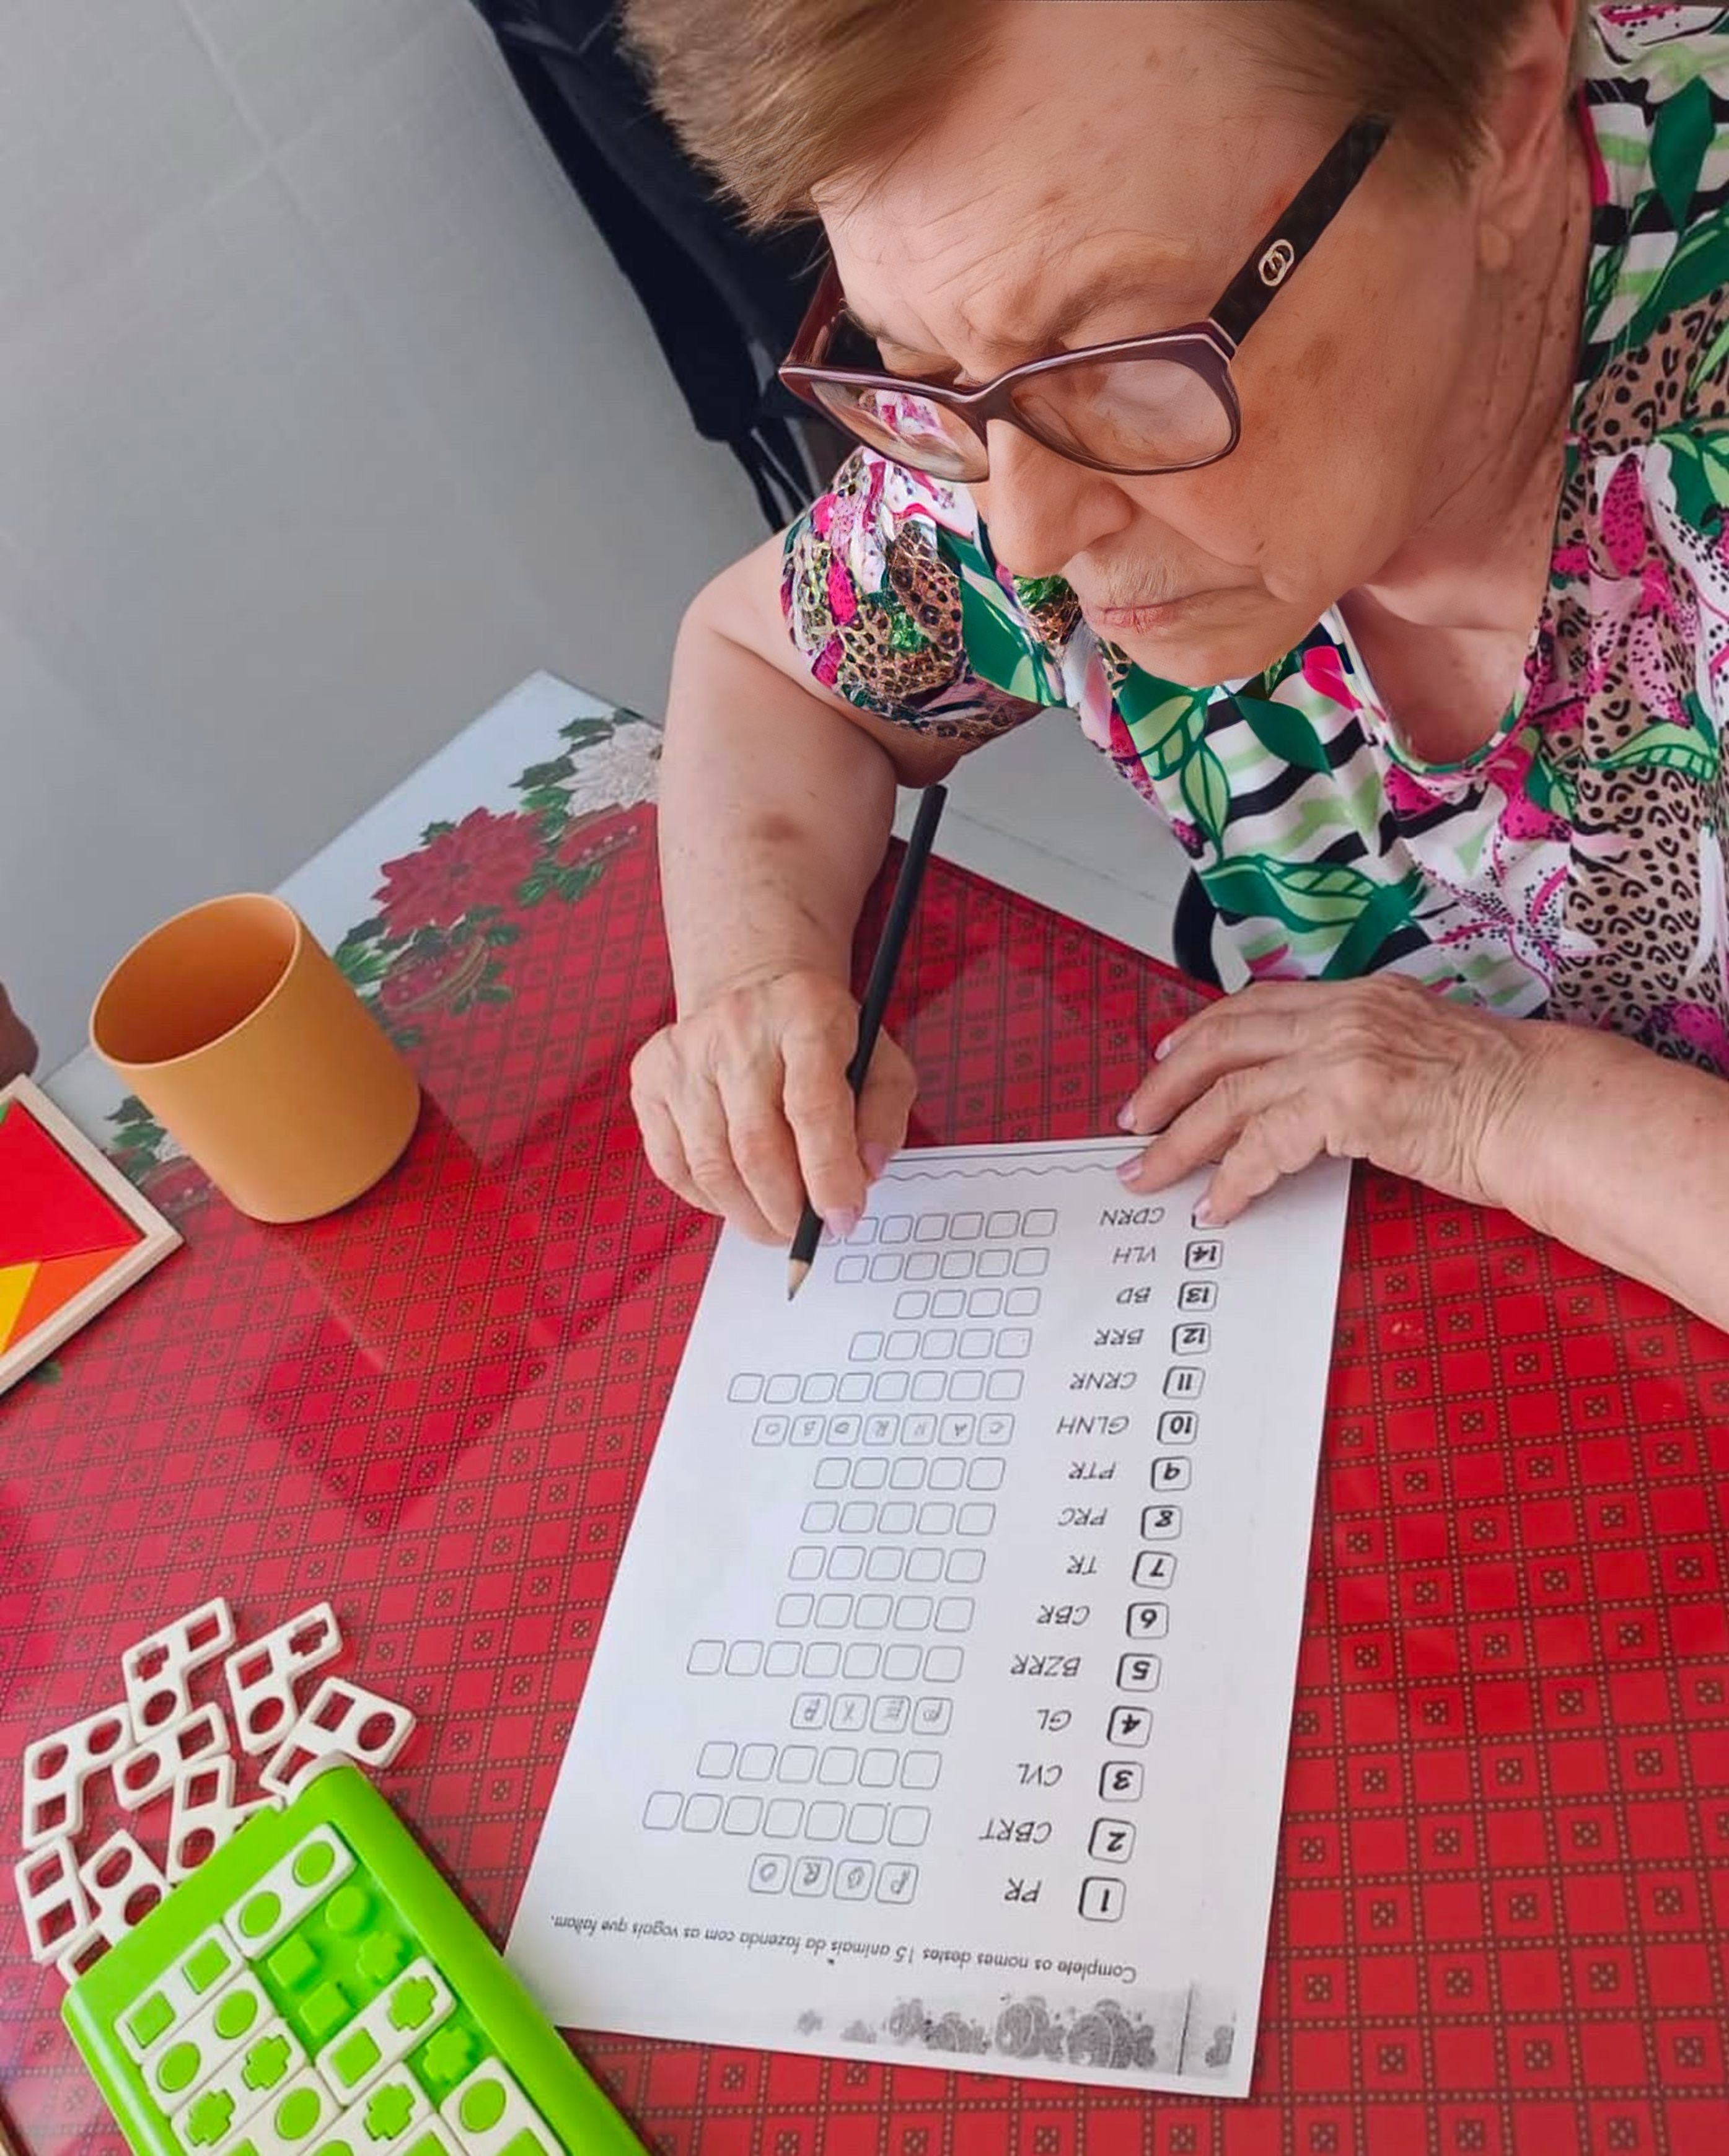 Complete os nomes destes 15 animais da fazenda com as vogais que faltam.
1 PR PORO
2 CBRT
3 CVL
4 GL
5 BZRR
6 CBR
7 TR
8 PRC
9 PTR
10 GLNH
11 CRNR
12 BRR
13 BD
14 VLH
CDRN